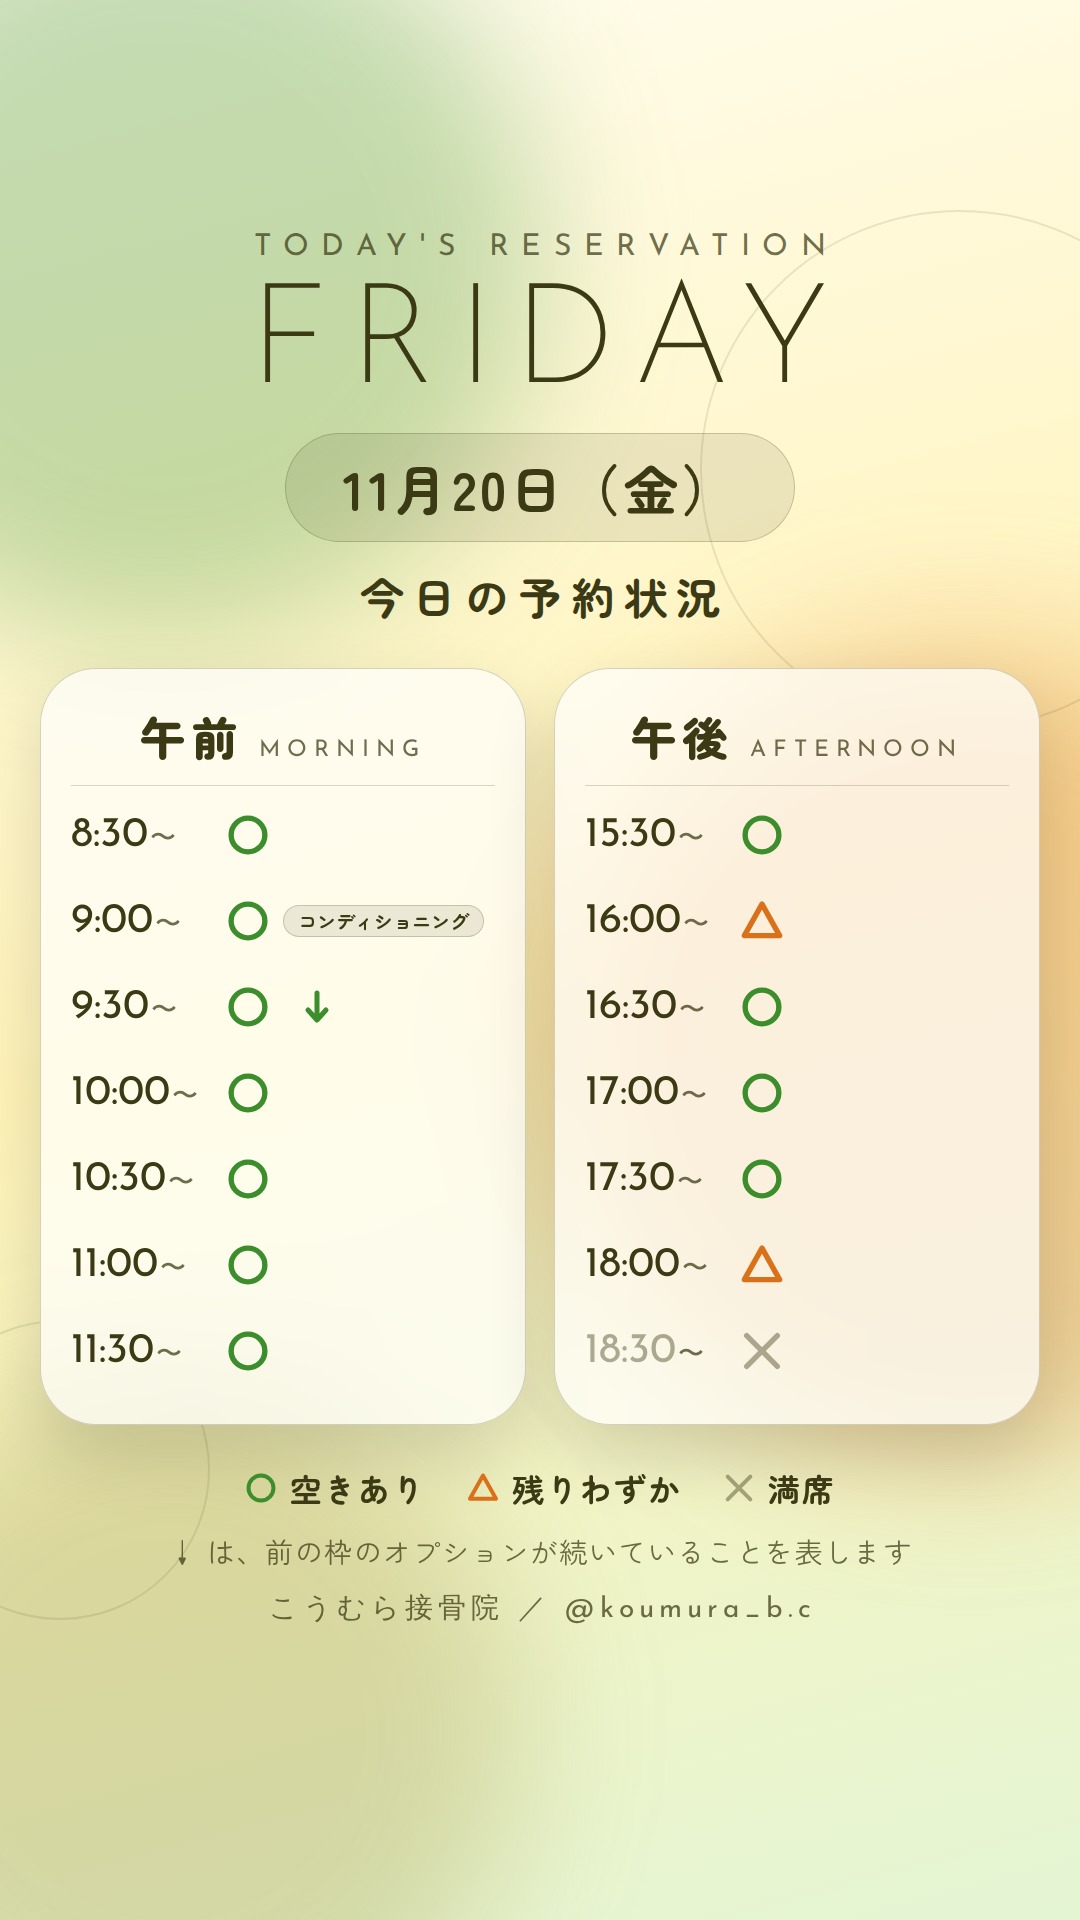 TODAY'S RESERVATION
FRIDAY
11月20日（金）
今日の予約状況
午前 MORNING
8:30〜 ○
9:00〜 ○ コンディショニング
9:30〜 ○ ↓
10:00〜 ○
10:30〜 ○
11:00〜 ○
11:30〜 ○
午後 AFTERNOON
15:30〜 ○
16:00〜 △
16:30〜 ○
17:00〜 ○
17:30〜 ○
18:00〜 △
18:30〜 ×
○ 空きあり △ 残りわずか × 満席
↓ は、前の枠のオプションが続いていることを表します
こうむら接骨院 ／ @koumura_b.c